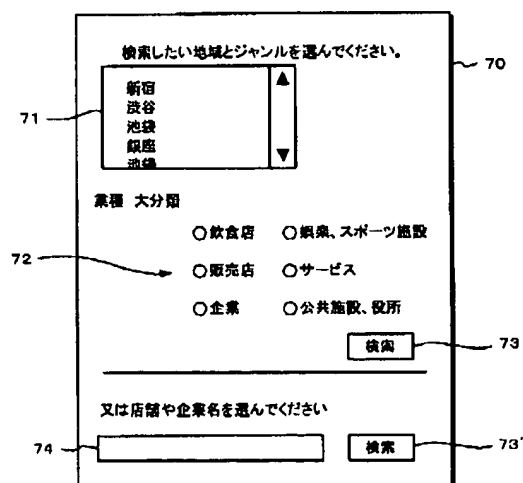 検索したい地域とジャンルを選んでください。
70
新宿
渋谷
71
池袋
銀座
池袋
業種 大分類
○飲食店 ○娯楽、スポーツ施設
72
○販売店 ○サービス
○企業 ○公共施設、役所
検索
73
又は店舗や企業名を選んでください
74
検索
73'